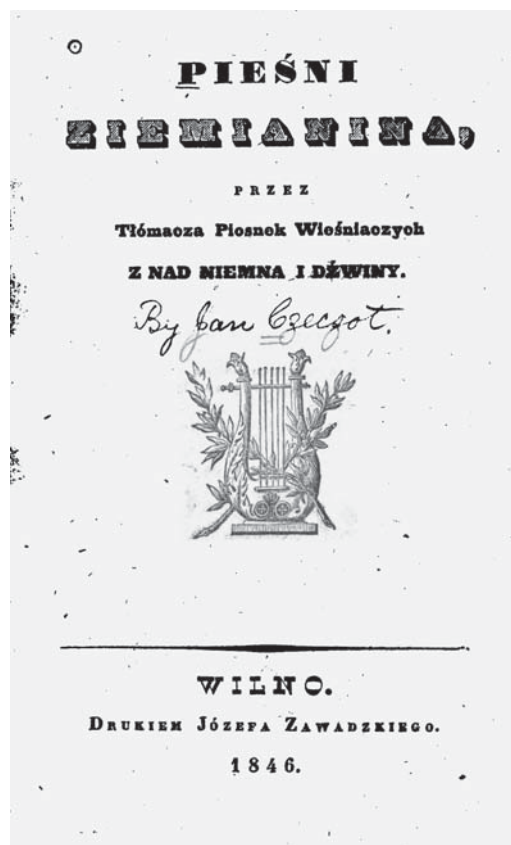 PIEŚNI
ZIEMIANINA,
PRZEZ
Tłómacza Piosnek Wieśniaczych
Z NAD NIEMNA I DŹWINY.
By Jan Czeczot.
WILNO.
DRUKIEM JÓZEFA ZAWADZKIEGO.
1846.